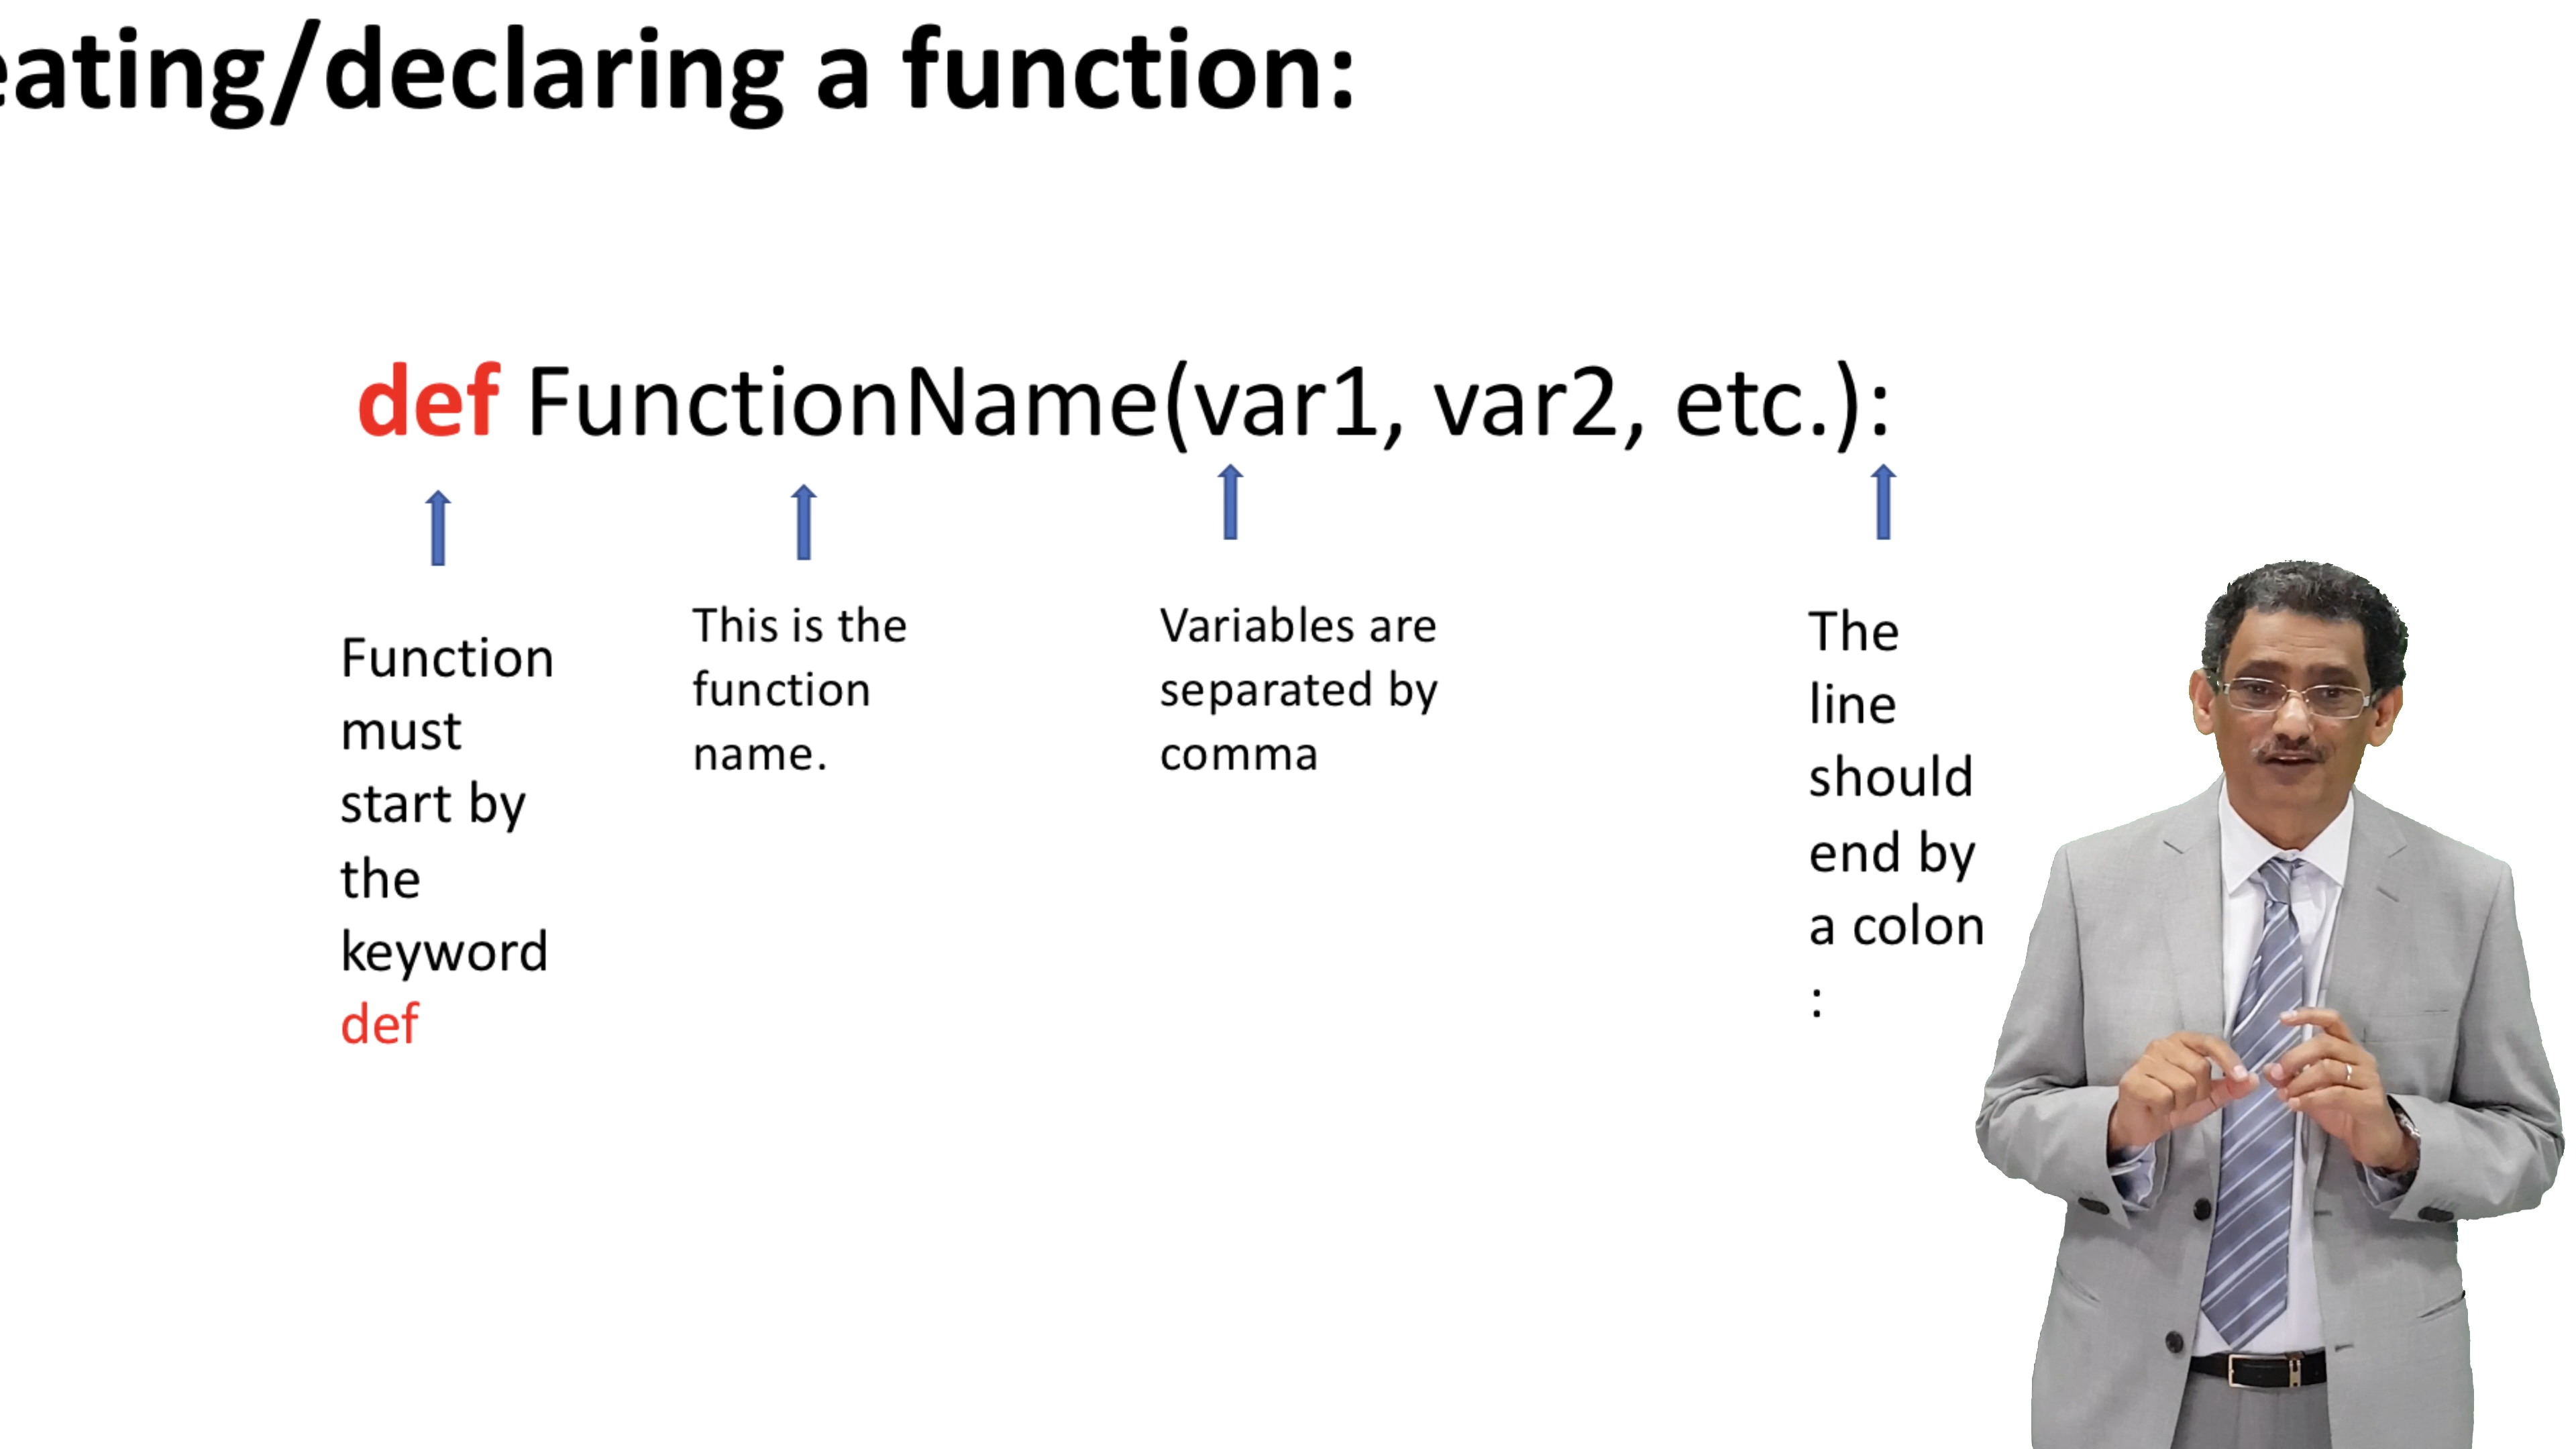 eating/declaring a function:
def FunctionName(var1, var2, etc.):
Function
must
start by
the
keyword
def
This is the
function
name.
Variables are
separated by
comma
The
line
should
end by
a colon
: